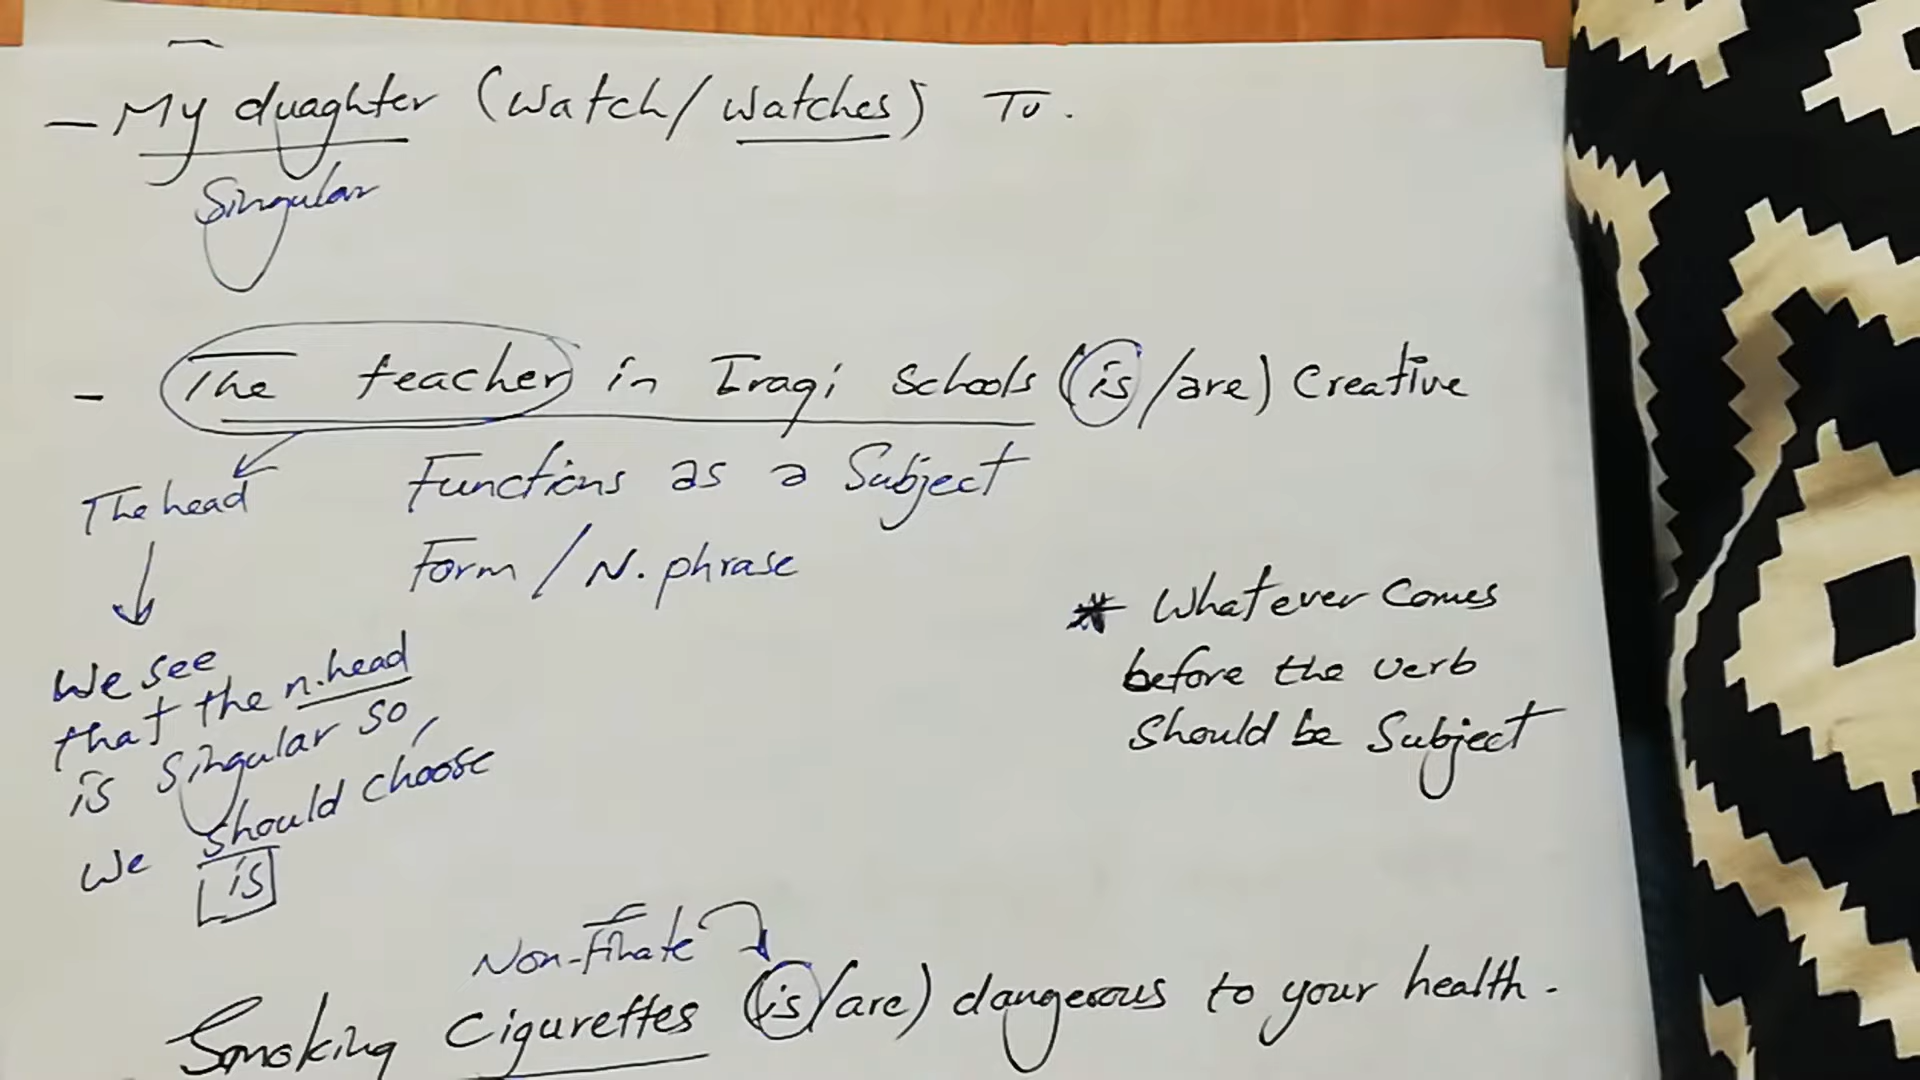 - My duaghter (watch/watches) Tv.
Singular
- The teacher in Iraqi Schools (is/are) Creative
The head
Functions as a Subject
Form / N. phrase
We see
that the n.head
is singular so,
we should choose
is
* Whatever Comes
before the verb
Should be Subject
Non-Finate
Smoking Cigurettes (is/are) dangerous to your health.